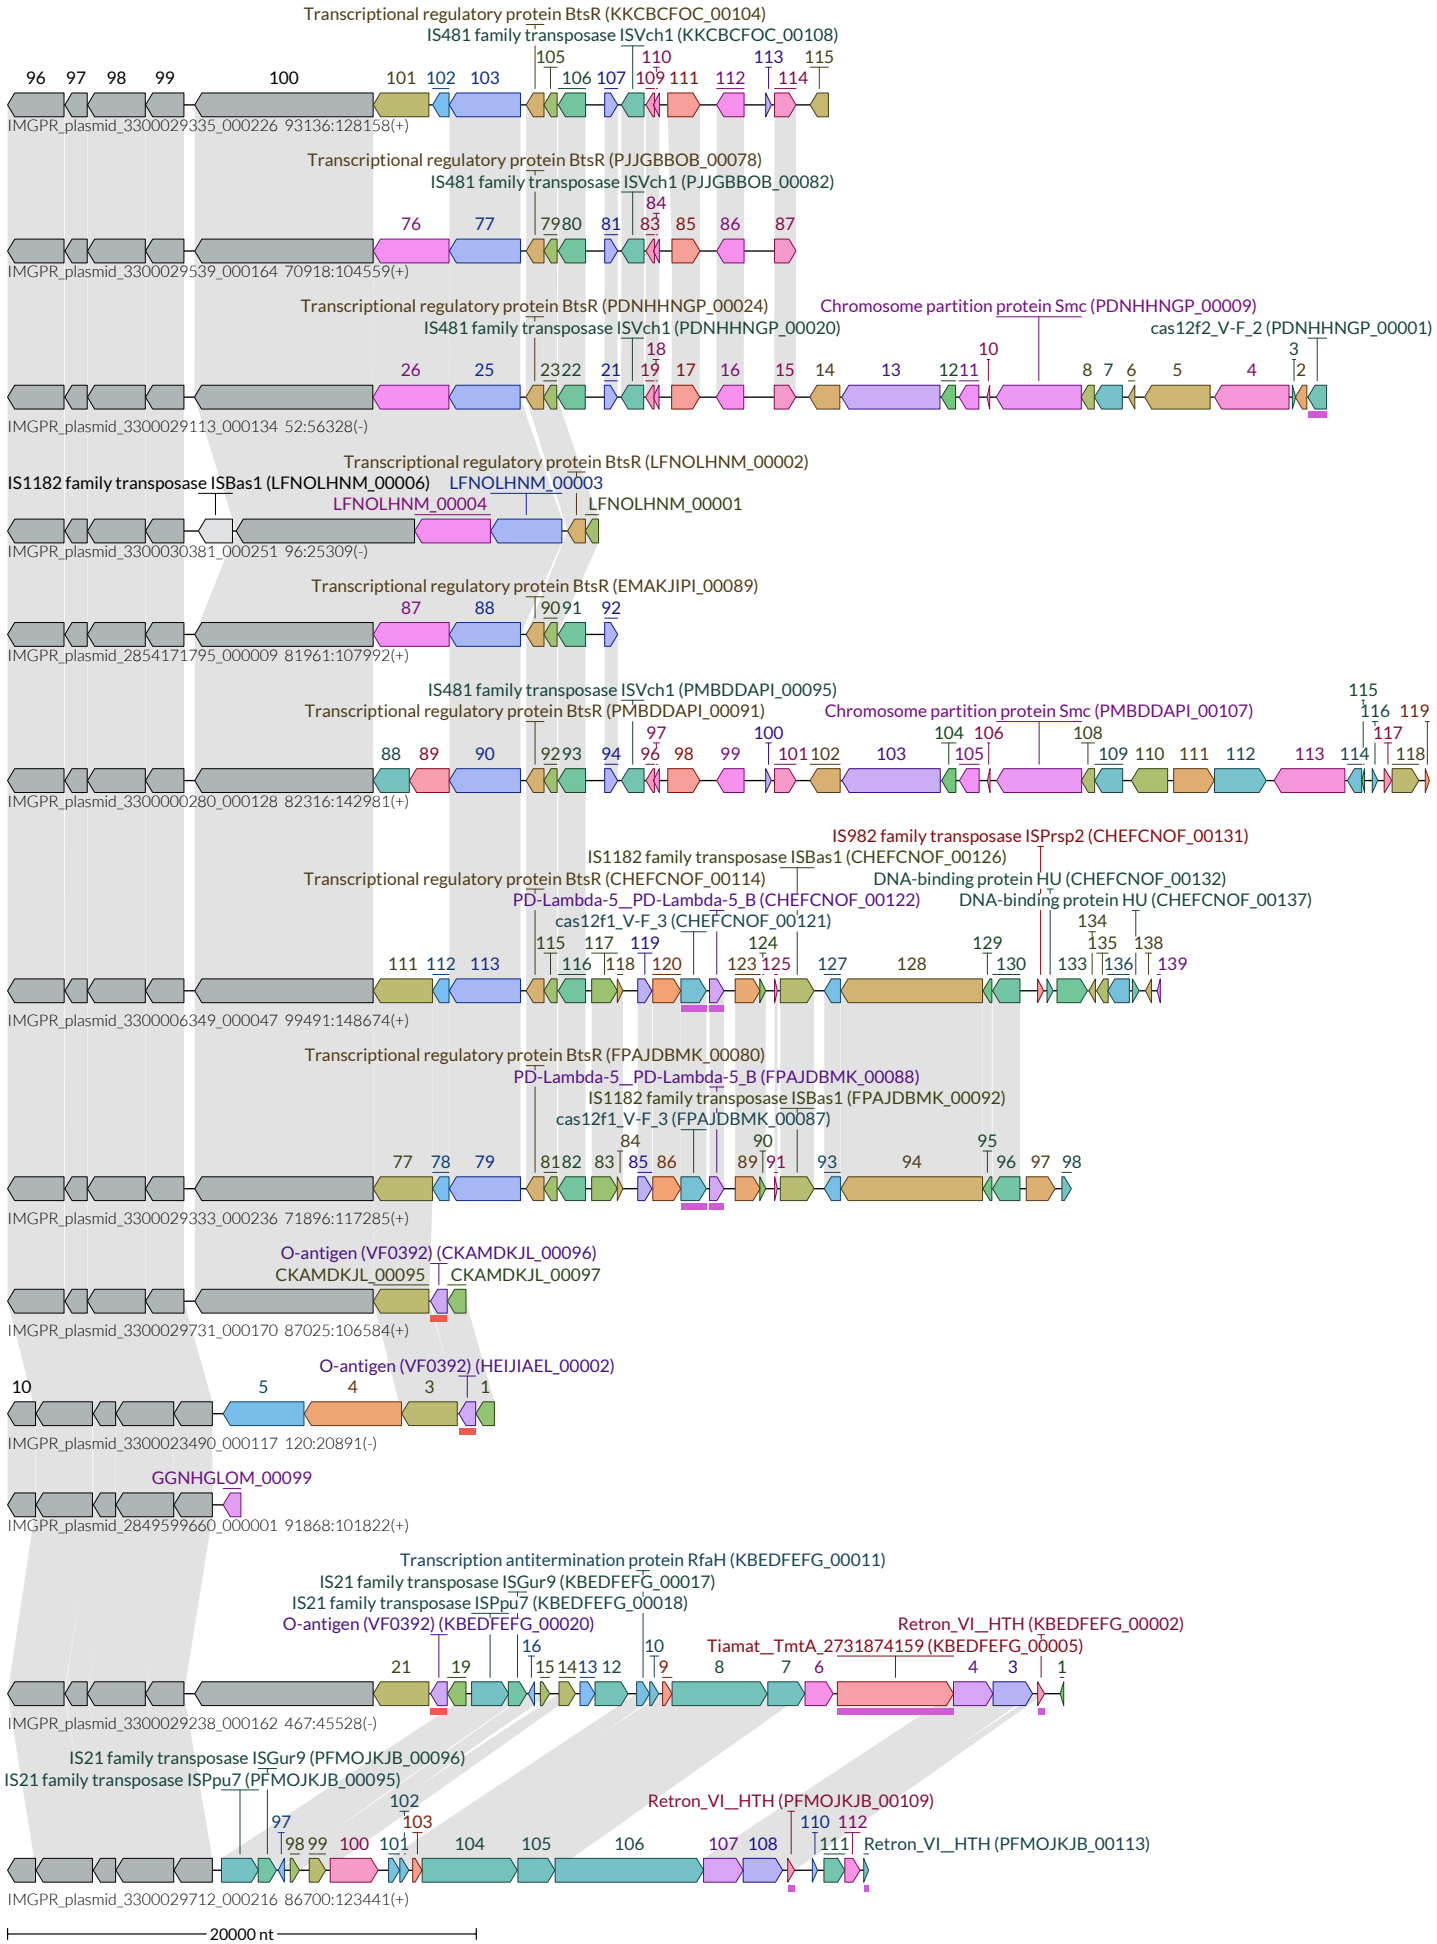 Transcriptional regulatory protein BtsR (KKCBCFOC_00104)
IS481 family transposase ISVch1 (KKCBCFOC_00108)
105 110 113 115
96 97 98 99 100 101 102 103 106 107 109 111 112 114
IMGPR_plasmid_3300029335_000226 93136:128158(+)
Transcriptional regulatory protein BtsR (PJJGBBOB_00078)
IS481 family transposase ISVch1 (PJJGBBOB_00082)
84
76 77 79 80 81 83 85 86 87
IMGPR_plasmid_3300029539_000164 70918:104559(+)
Transcriptional regulatory protein BtsR (PDNHHNGP_00024) Chromosome partition protein Smc (PDNHHNGP_00009)
IS481 family transposase ISVch1 (PDNHHNGP_00020) cas12f2_V-F_2 (PDNHHNGP_00001)
18 10 3
26 25 23 22 21 19 17 16 15 14 13 12 11 8 7 6 5 4 2
IMGPR_plasmid_3300029113_000134 52:56328(-)
Transcriptional regulatory protein BtsR (LFNOLHNM_00002)
IS1182 family transposase ISBas1 (LFNOLHNM_00006) LFNOLHNM_00003
LFNOLHNM_00004 LFNOLHNM_00001
IMGPR_plasmid_3300030381_000251 96:25309(-)
Transcriptional regulatory protein BtsR (EMAKJIPI_00089)
87 88 90 91 92
IMGPR_plasmid_2854171795_000009 81961:107992(+)
IS481 family transposase ISVch1 (PMBDDAPI_00095) 115
Transcriptional regulatory protein BtsR (PMBDDAPI_00091) Chromosome partition protein Smc (PMBDDAPI_00107) 116 119
97 100 104 106 108 117
88 89 90 92 93 94 96 98 99 101 102 103 105 109 110 111 112 113 114 118
IMGPR_plasmid_3300000280_000128 82316:142981(+)
IS982 family transposase ISPrsp2 (CHEFCNOF_00131)
IS1182 family transposase ISBas1 (CHEFCNOF_00126)
Transcriptional regulatory protein BtsR (CHEFCNOF_00114) DNA-binding protein HU (CHEFCNOF_00132)
PD-Lambda-5__PD-Lambda-5_B (CHEFCNOF_00122) DNA-binding protein HU (CHEFCNOF_00137)
cas12f1_V-F_3 (CHEFCNOF_00121) 134
115 117 119 124 129 135 138
111 112 113 116 118 120 123 125 127 128 130 133 136 139
IMGPR_plasmid_3300006349_000047 99491:148674(+)
Transcriptional regulatory protein BtsR (FPAJDBMK_00080)
PD-Lambda-5__PD-Lambda-5_B (FPAJDBMK_00088)
IS1182 family transposase ISBas1 (FPAJDBMK_00092)
cas12f1_V-F_3 (FPAJDBMK_00087)
84 90 95
77 78 79 81 82 83 85 86 89 91 93 94 96 97 98
IMGPR_plasmid_3300029333_000236 71896:117285(+)
O-antigen (VF0392) (CKAMDKJL_00096)
CKAMDKJL_00095 CKAMDKJL_00097
IMGPR_plasmid_3300029731_000170 87025:106584(+)
O-antigen (VF0392) (HEIJIAEL_00002)
10 5 4 3 1
IMGPR_plasmid_3300023490_000117 120:20891(-)
GGNHGLOM_00099
IMGPR_plasmid_2849599660_000001 91868:101822(+)
Transcription antitermination protein RfaH (KBEDFEFG_00011)
IS21 family transposase ISGur9 (KBEDFEFG_00017)
IS21 family transposase ISPpu7 (KBEDFEFG_00018)
O-antigen (VF0392) (KBEDFEFG_00020) Retron_VI__HTH (KBEDFEFG_00002)
16 10 Tiamat__TmtA_2731874159 (KBEDFEFG_00005)
21 19 15 14 13 12 9 8 7 6 4 3 1
IMGPR_plasmid_3300029238_000162 467:45528(-)
IS21 family transposase ISGur9 (PFMOJKJB_00096)
IS21 family transposase ISPpu7 (PFMOJKJB_00095)
102 Retron_VI__HTH (PFMOJKJB_00109)
97 103 110 112
98 99 100 101 104 105 106 107 108 111 Retron_VI__HTH (PFMOJKJB_00113)
IMGPR_plasmid_3300029712_000216 86700:123441(+)
20000 nt